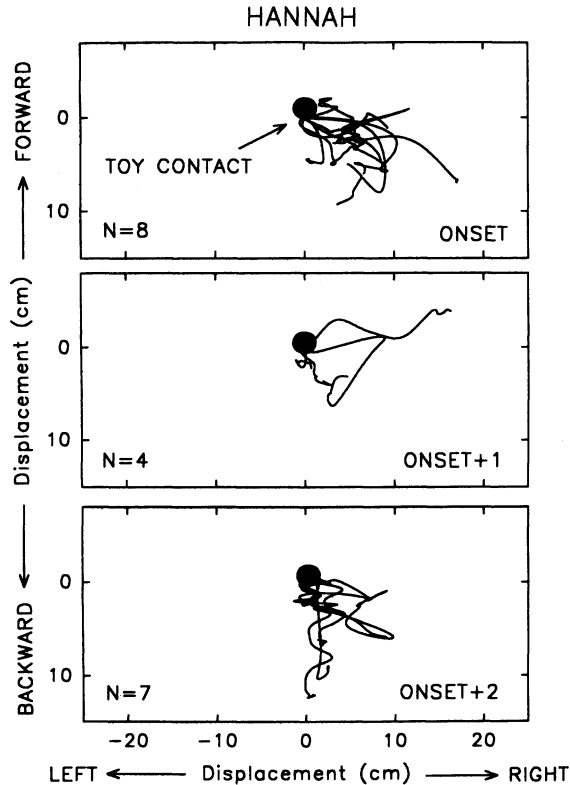 HANNAH
FORWARD
Displacement (cm)
BACKWARD
0
10
TOY CONTACT
N=8
ONSET
0
10
N=4
ONSET+1
0
10
N=7
ONSET+2
-20
-10
0
10
20
LEFT
Displacement (cm)
RIGHT